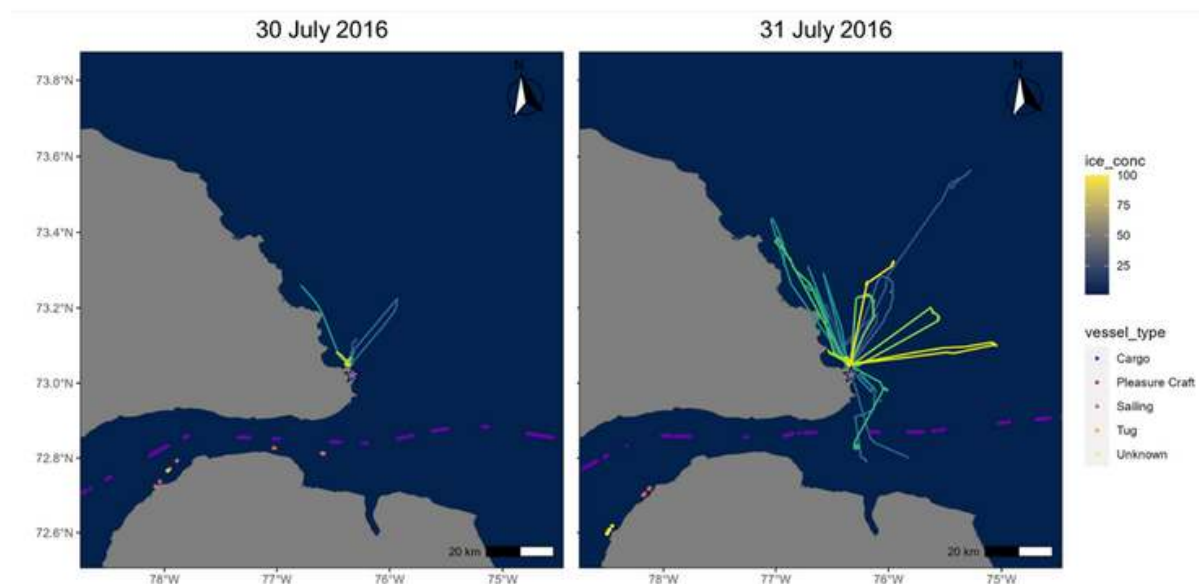 30 July 2016
31 July 2016
N
N
73.8°N
73.6°N
73.4°N
73.2°N
73.0°N
72.8°N
72.6°N
20 km
20 km
78°W
77°W
76°W
75°W
78°W
77°W
76°W
75°W
ice_conc
100
75
50
25
vessel_type
Cargo
Pleasure Craft
Sailing
Tug
Unknown